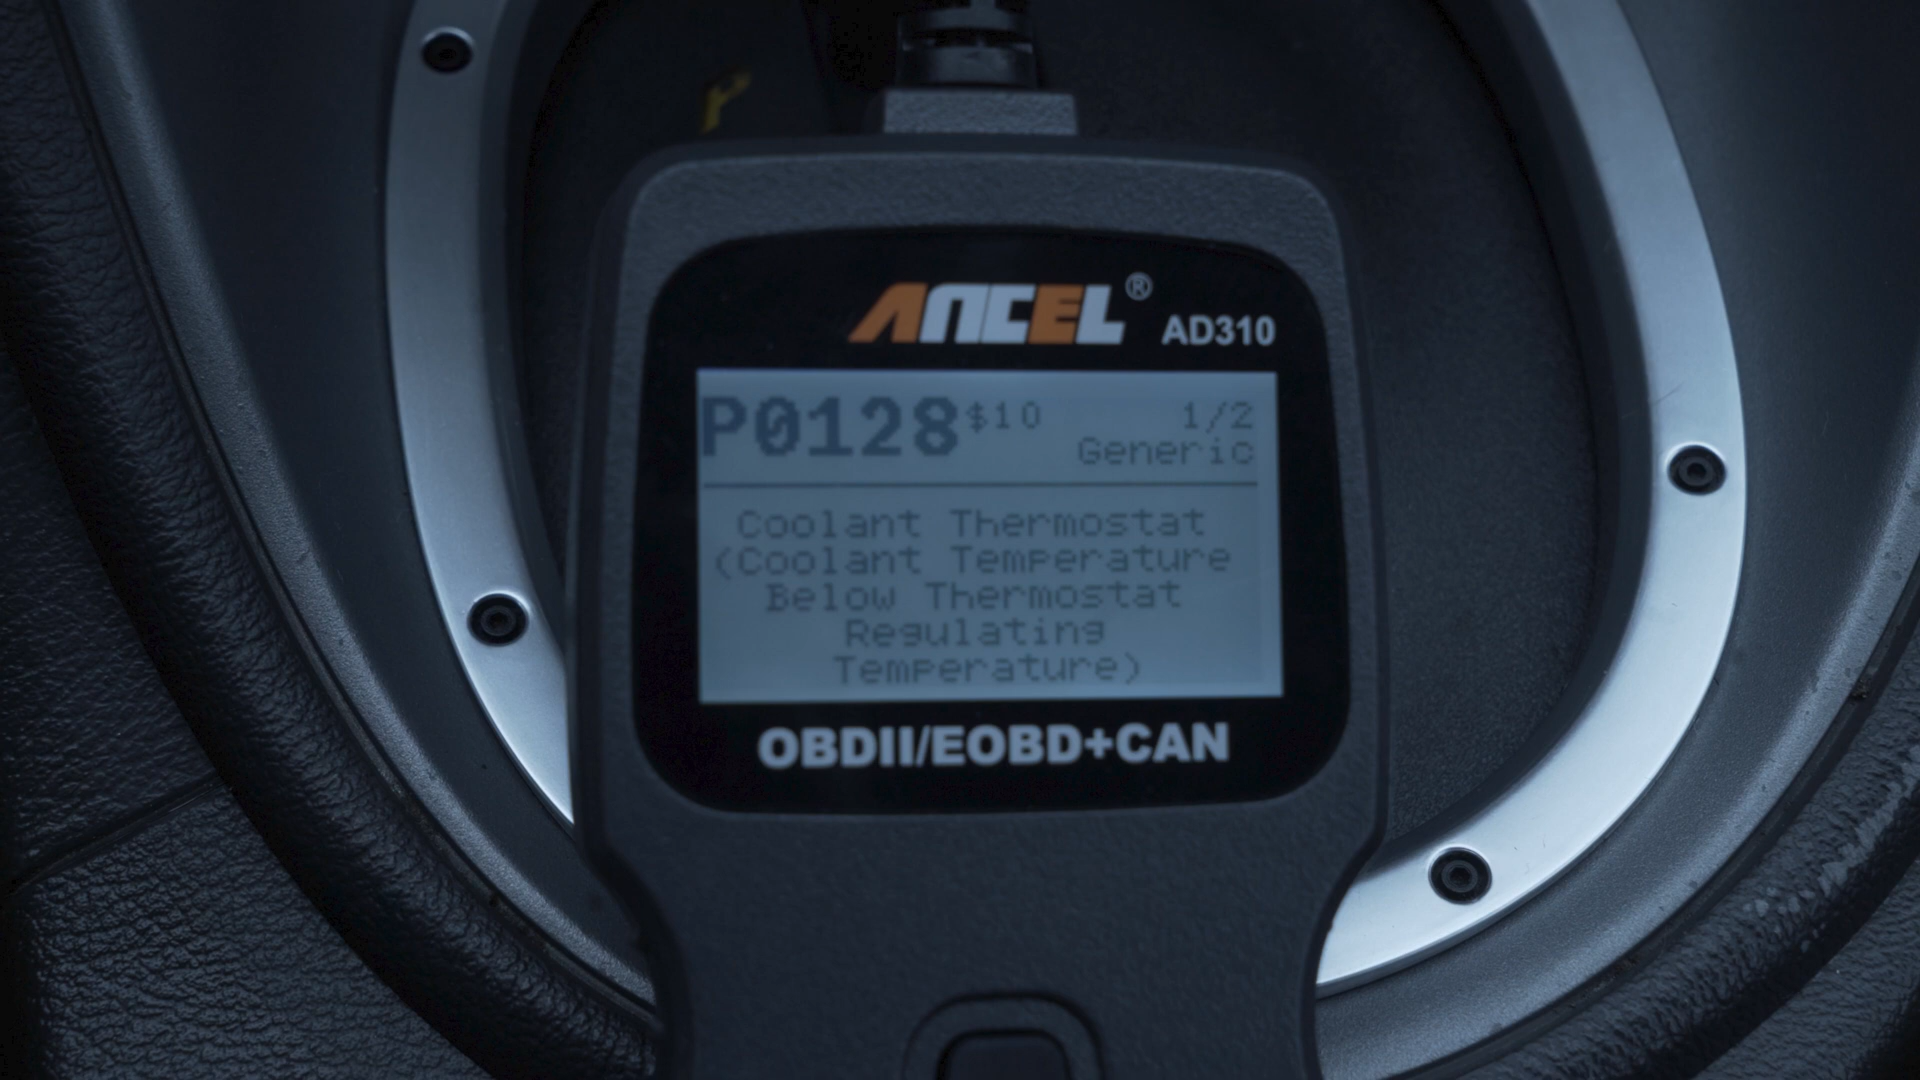 ANCEL®
AD310
P0128 $10 1/2
Generic
Coolant Thermostat
(Coolant Temperature
Below Thermostat
Regulating
Temperature)
OBDII/EOBD+CAN